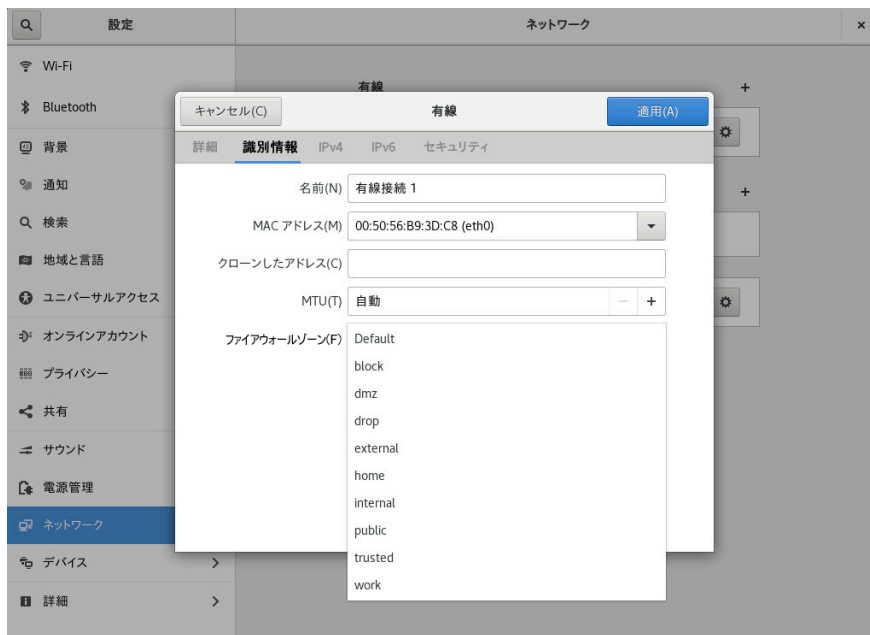 設定
ネットワーク
Wi-Fi
Bluetooth
背景
通知
検索
地域と言語
ユニバーサルアクセス
オンラインアカウント
プライバシー
共有
サウンド
電源管理
ネットワーク
デバイス
詳細
有線
キャンセル(C)
有線
適用(A)
詳細 識別情報 IPv4 IPv6 セキュリティ
名前(N) 有線接続 1
MAC アドレス(M) 00:50:56:B9:3D:C8 (eth0)
クローンしたアドレス(C)
MTU(T) 自動
ファイアウォールゾーン(F)
Default
block
dmz
drop
external
home
internal
public
trusted
work